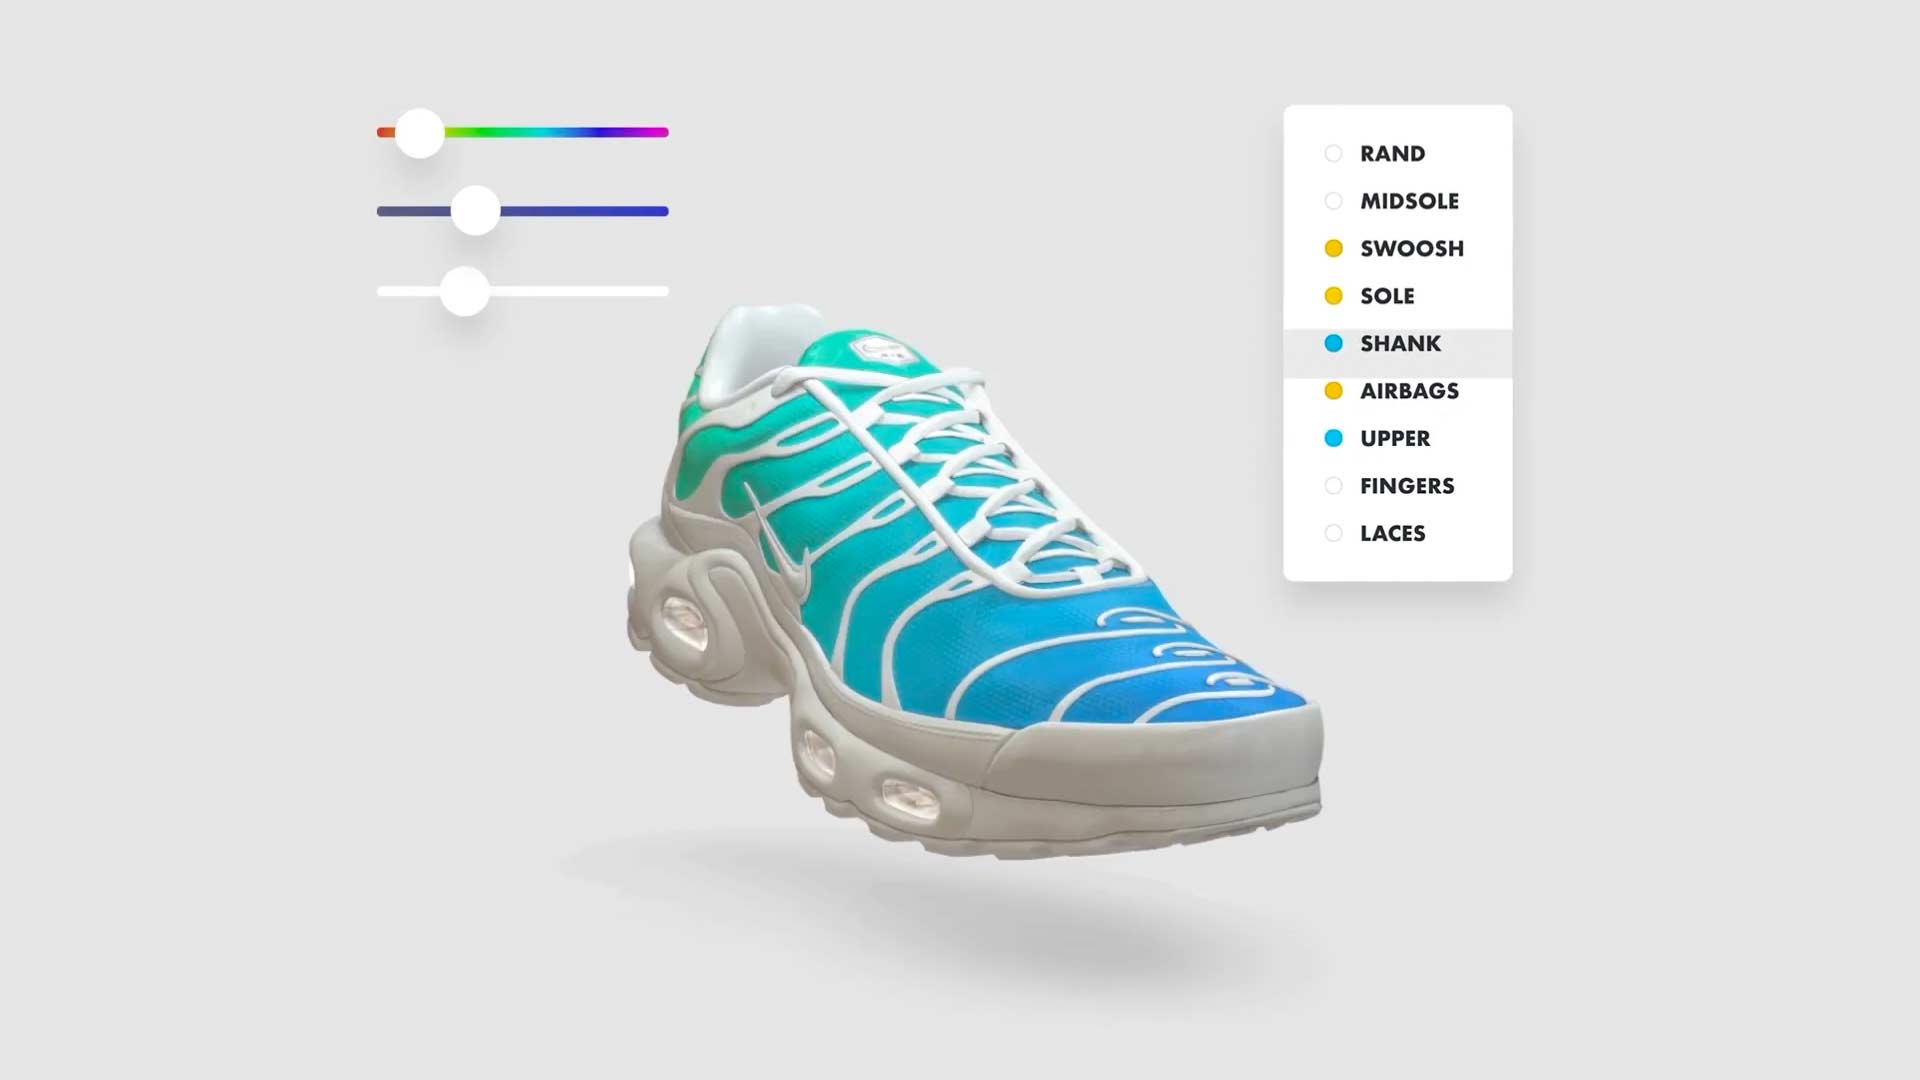 RAND
MIDSOLE
SWOOSH
SOLE
SHANK
AIRBAGS
UPPER
FINGERS
LACES